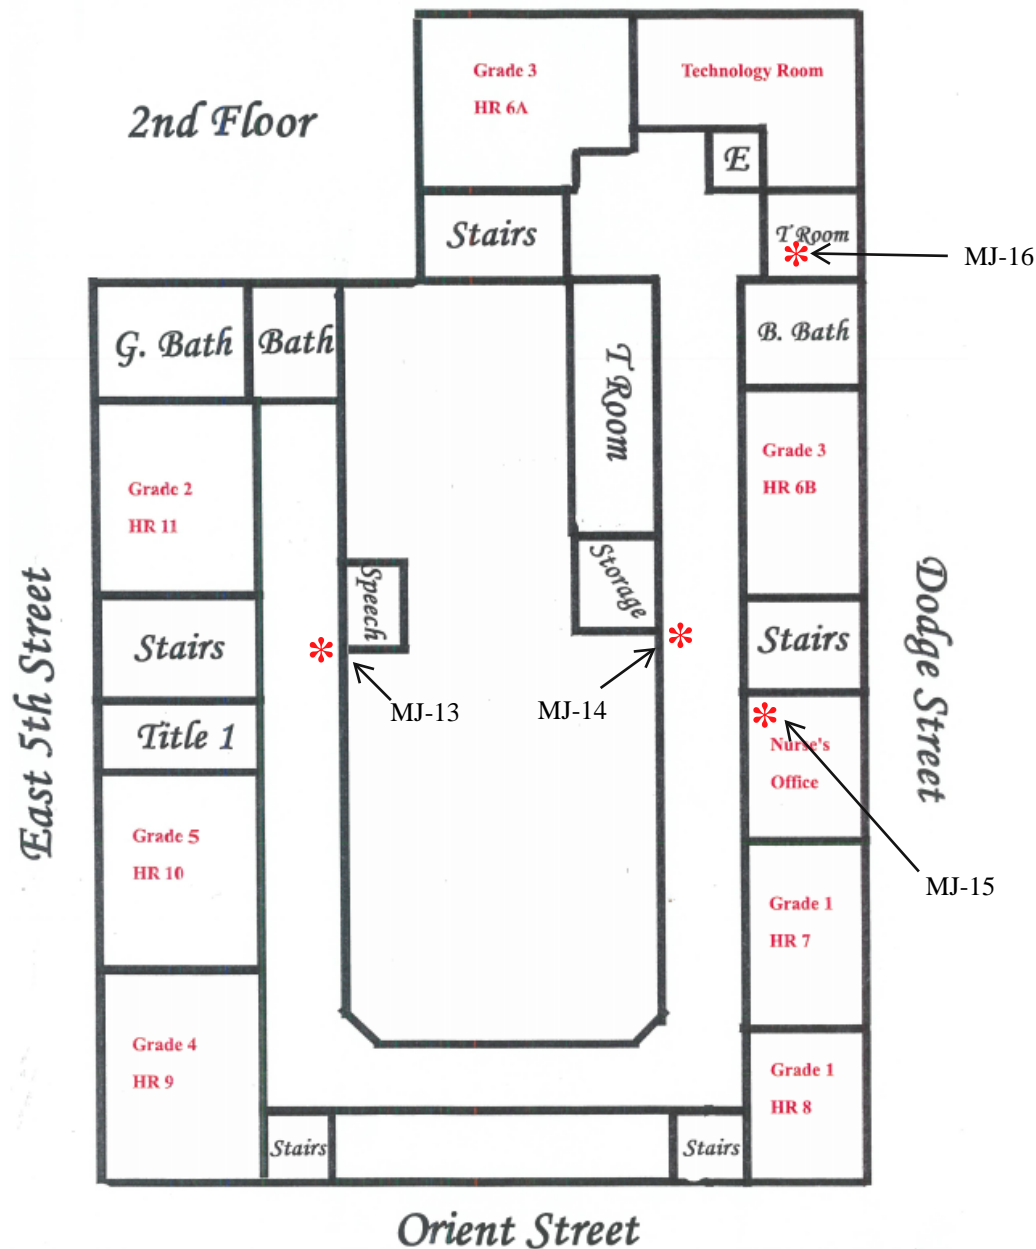 2nd Floor
Grade 3
HR 6A
Technology Room
E
Stairs
T Room
MJ-16
G. Bath
Bath
T Room
B. Bath
Grade 2
HR 11
Grade 3
HR 6B
Speech
Storage
Stairs
Stairs
MJ-13
MJ-14
Title 1
Nurse's
Office
East 5th Street
Dodge Street
Grade 5
HR 10
MJ-15
Grade 1
HR 7
Grade 4
HR 9
Grade 1
HR 8
Stairs
Stairs
Orient Street